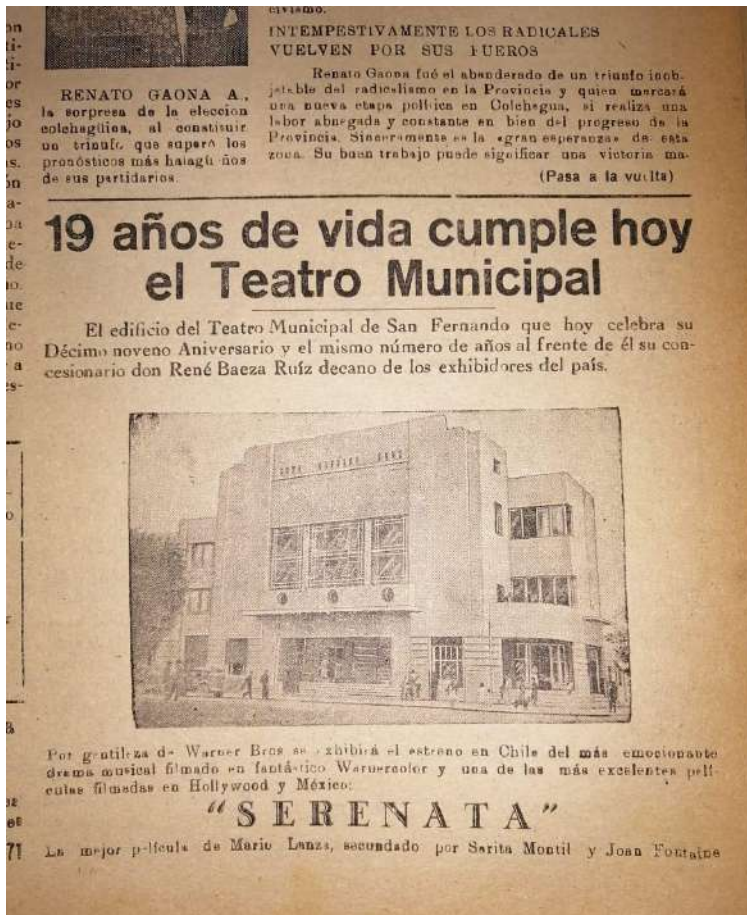 civismo.
INTEMPESTIVAMENTE LOS RADICALES
VUELVEN POR SUS FUEROS
Renato Gaona fué el abanderado de un triunfo inob-
jetable del radicalismo en la Provincia y quien marcará
una nueva etapa política en Colchagua, si realiza una
labor abnegada y constante en bien del progreso de la
Provincia. Sinceramente es la «gran esperanza» de esta
zona. Su buen trabajo puede significar una victoria ma-
(Pasa a la vuelta)
RENATO GAONA A.,
la sorpresa de la elección
colchagüina, al constituir
un triunfo que superó los
pronósticos más halagüeños
de sus partidarios.
19 años de vida cumple hoy
el Teatro Municipal
El edificio del Teatro Municipal de San Fernando que hoy celebra su
Décimo noveno Aniversario y el mismo número de años al frente de él su con-
cesionario don René Baeza Ruíz decano de los exhibidores del país.
Por gentileza de Warner Bros se exhibirá el estreno en Chile del más emocionante
drama musical filmado en fantástico Warnercolor y una de las más excelentes pelí-
culas filmadas en Hollywood y México:
"SERENATA"
La mejor película de Mario Lanza, secundado por Sarita Montil y Joan Fontaine
71